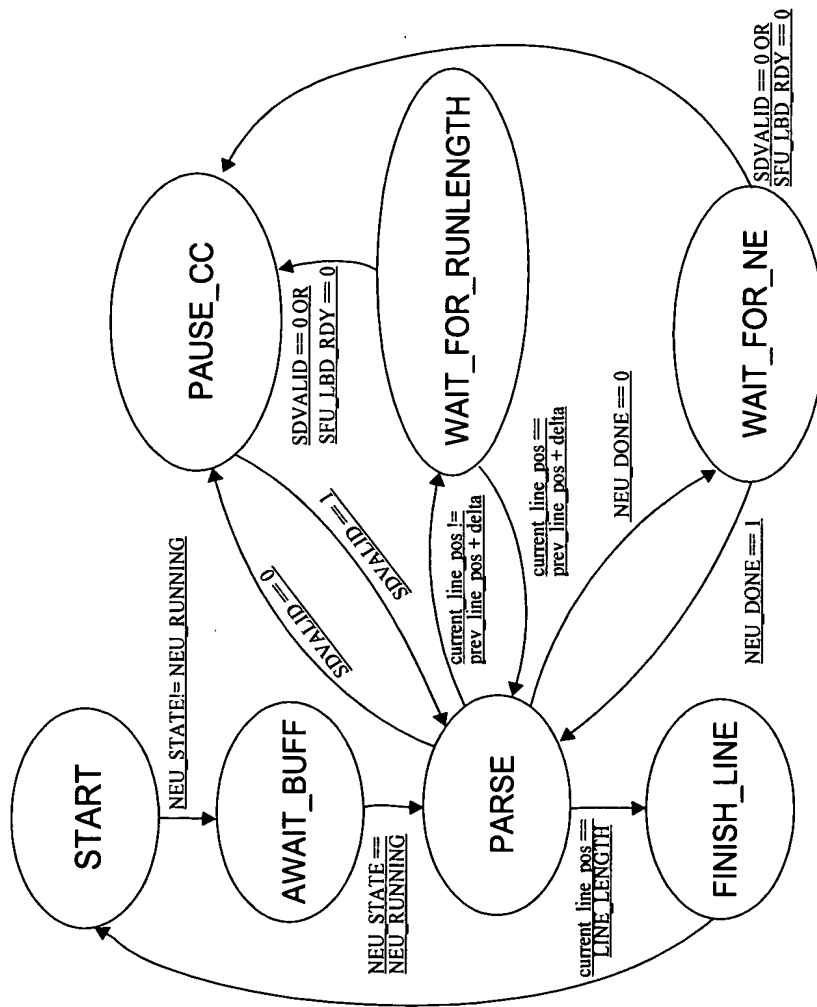 START
NEU_STATE!= NEU_RUNNING
AWAIT_BUFF
NEU_STATE ==
NEU_RUNNING
PARSE
current_line_pos ==
LINE_LENGTH
FINISH_LINE
SDVALID == 0
SDVALID == 1
PAUSE_CC
SDVALID == 0 OR
SFU_LBD_RDY == 0
current_line_pos !=
prev_line_pos + delta
WAIT_FOR_RUNLENGTH
current_line_pos ==
prev_line_pos + delta
NEU_DONE == 0
NEU_DONE == 1
WAIT_FOR_NE
SDVALID == 0 OR
SFU_LBD_RDY == 0